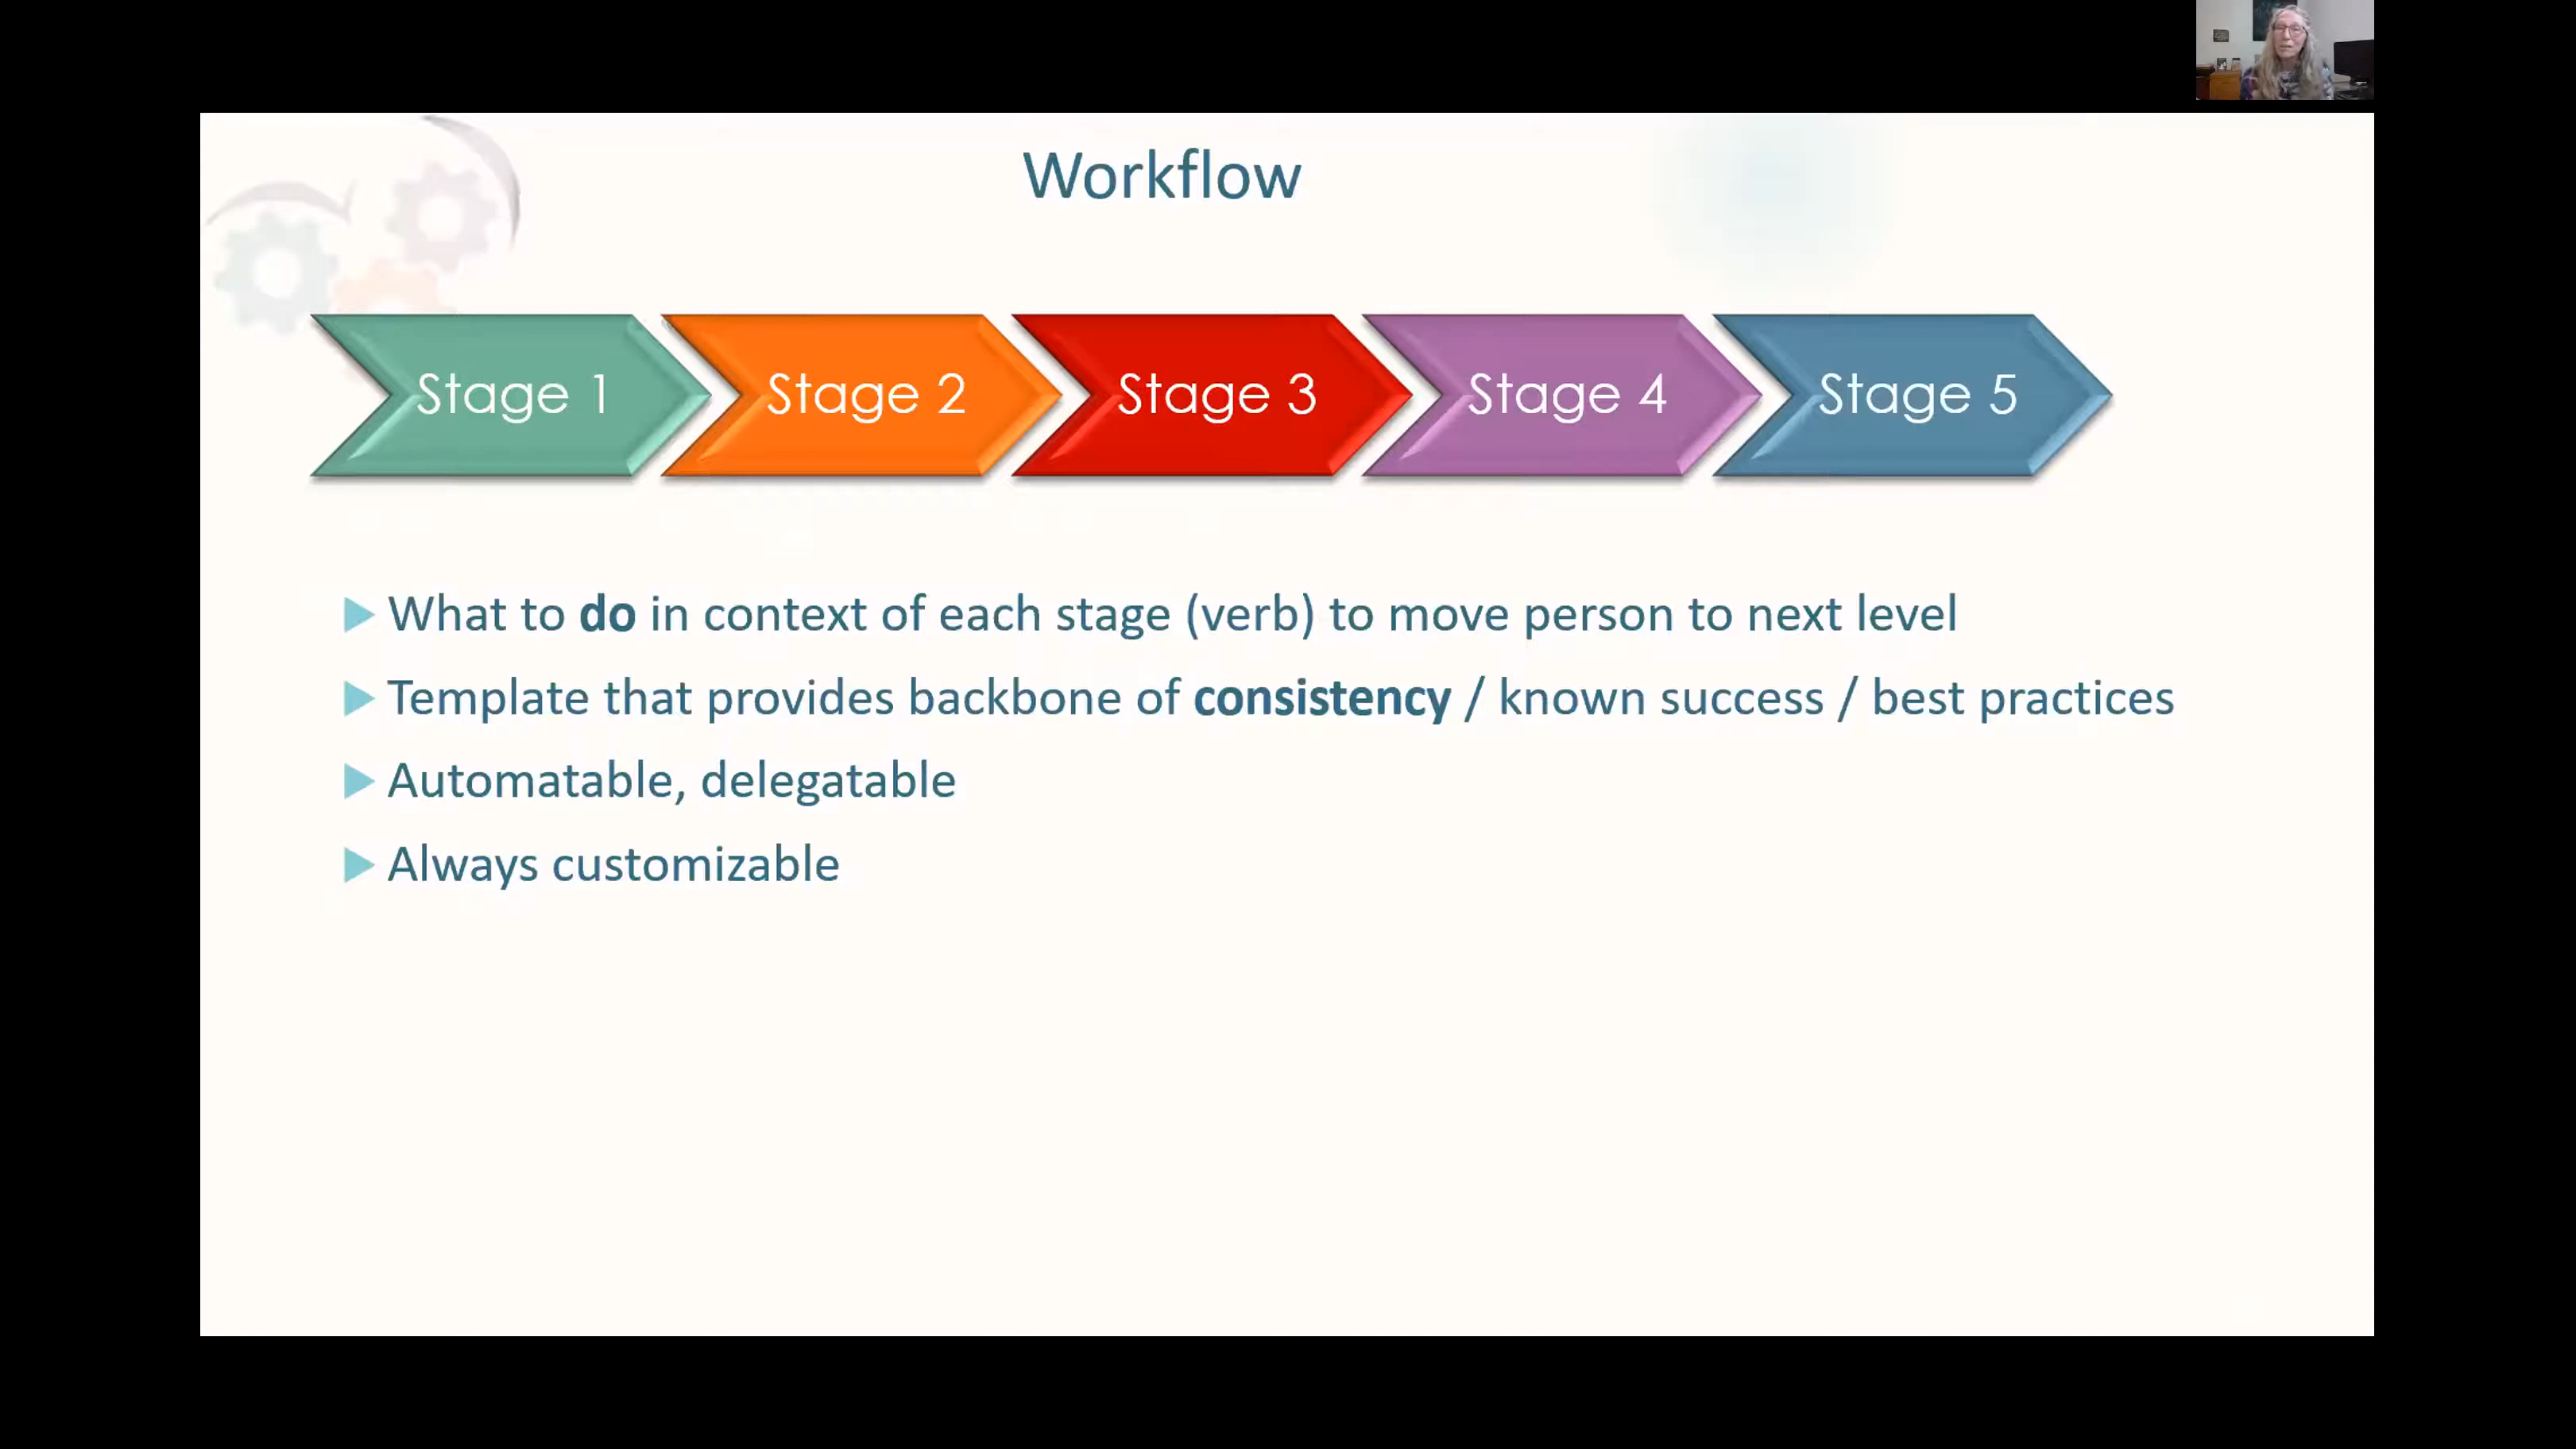 Workflow
Stage 1
Stage 2
Stage 3
Stage 4
Stage 5
What to do in context of each stage (verb) to move person to next level
Template that provides backbone of consistency / known success / best practices
Automatable, delegatable
Always customizable